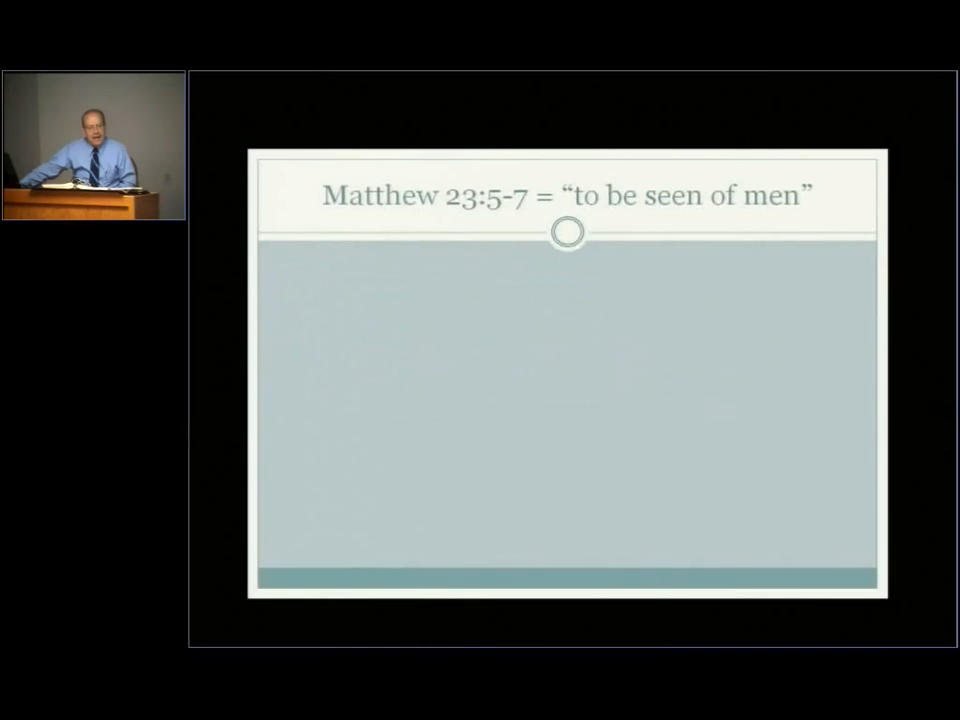 Matthew 23:5-7 = “to be seen of men”